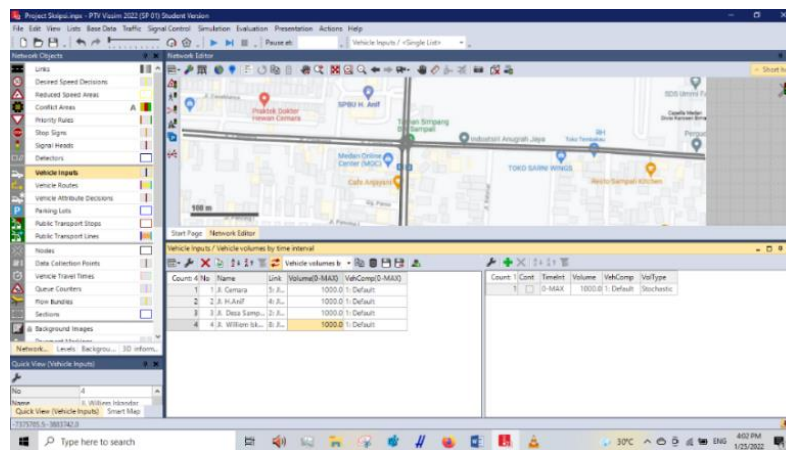 Project Skripsi.inpx - PTV Vissim 2022 (SP 01) Student Version
File Edit View Lists Base Data Traffic Signal Control Simulation Evaluation Presentation Actions Help
Pause at: Vehicle Inputs / <Single List>
Network Objects
Network Editor
Links
Desired Speed Decisions
Reduced Speed Areas
Conflict Areas A
Priority Rules
Stop Signs
Signal Heads
Detectors
Vehicle Inputs
Vehicle Routes
Vehicle Attribute Decisions
Parking Lots
Public Transport Stops
Public Transport Lines
Nodes
Data Collection Points
Vehicle Travel Times
Queue Counters
Flow Bundles
Sections
Background Images
Network... Levels Backgrou... 3D inform...
Quick View (Vehicle Inputs)
No 4
Name Jl. William Iskandar
Quick View (Vehicle Inputs) Smart Map
Praktek Dokter
Hewan Cemara
SPBU H. Anif
Simpang
Sampali
Indostori Anugrah Jaya
Toko Tembakau
Medan Online
Center (MOC)
TOKO SARINI WINGS
Cafe Anjayani
Resto Sampali Kitchen
100 m
Start Page Network Editor
Vehicle Inputs / Vehicle volumes by time interval
Vehicle volumes b
Count: 4 No Name Link Volume(0-MAX) VehComp(0-MAX)
1 1 Jl. Cemara 5: Jl... 1000.0 1: Default
2 2 Jl. H.Anif 4: Jl... 1000.0 1: Default
3 3 Jl. Desa Samp... 2: Jl... 1000.0 1: Default
4 4 Jl. William Isk... 8: Jl... 1000.0 1: Default
Count: 1 Cont TimeInt Volume VehComp VolType
1 0-MAX 1000.0 1: Default Stochastic
Type here to search
30°C
ENG
4:02 PM
1/25/2022